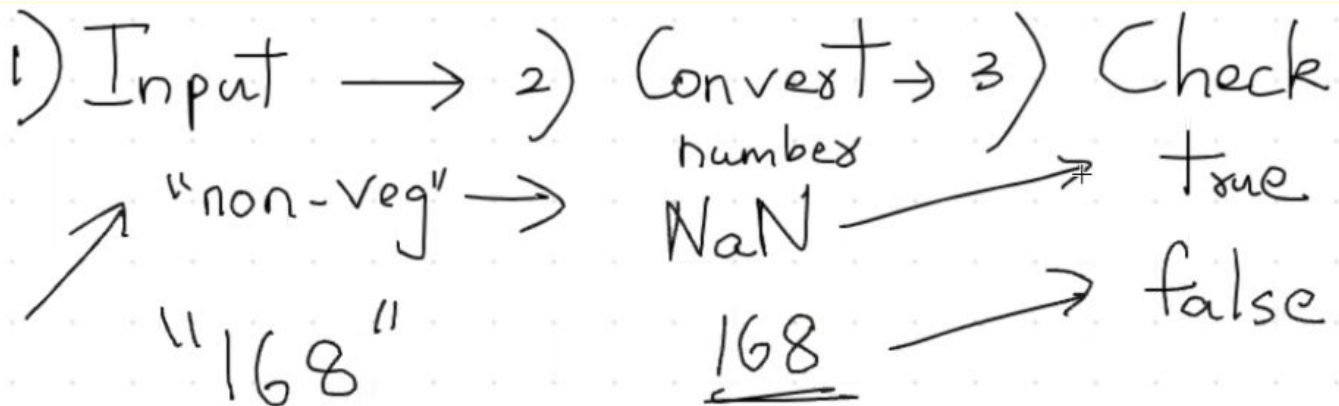 1) Input → 2) Convert → 3) Check
number
"non-veg" → NaN → true
"168" 168 → false